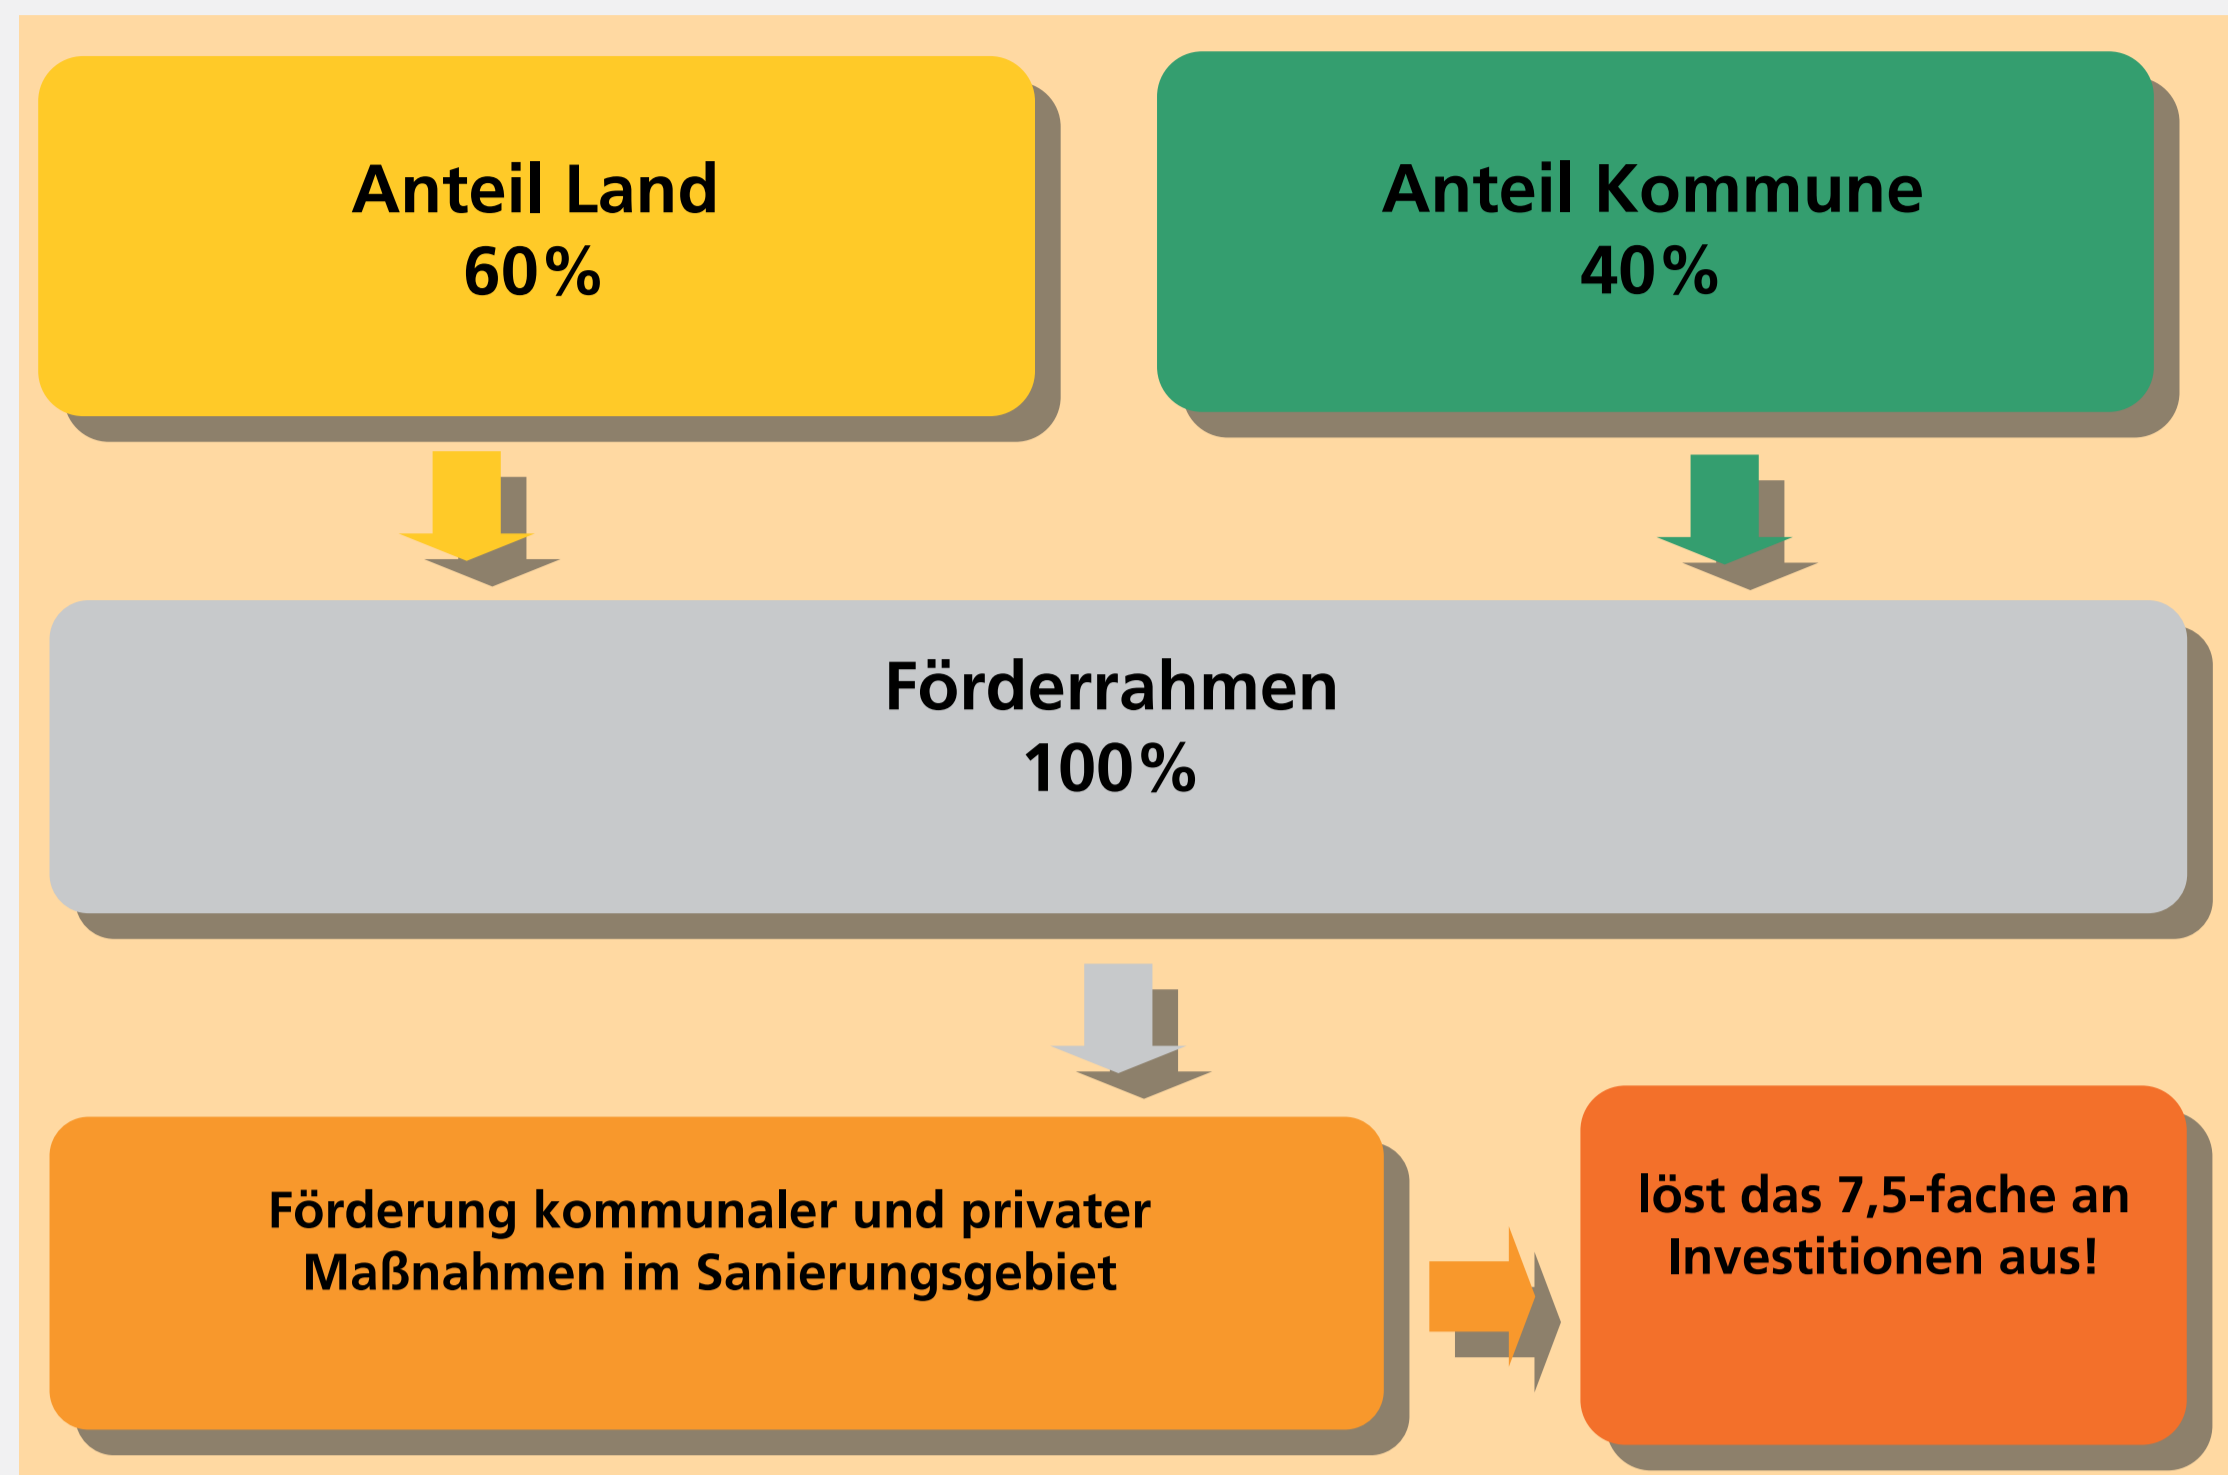 Anteil Land
60%
Anteil Kommune
40%
Förderrahmen
100%
Förderung kommunaler und privater
Maßnahmen im Sanierungsgebiet
löst das 7,5-fache an
Investitionen aus!